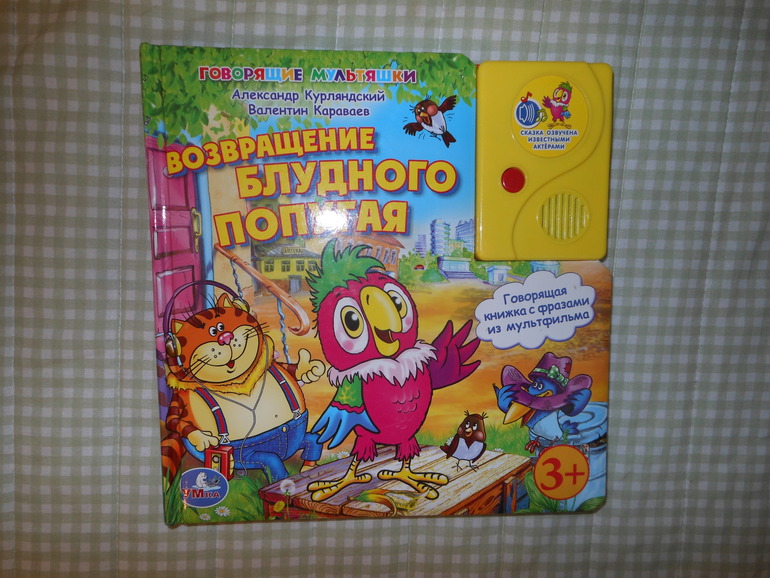 ГОВОРЯЩИЕ МУЛЬТЯШКИ
Александр Курляндский
Валентин Караваев
ВОЗВРАЩЕНИЕ
БЛУДНОГО
ПОПУГАЯ
СКАЗКА ОЗВУЧЕНА
ИЗВЕСТНЫМИ
АКТЁРАМИ
Говорящая
книжка с фразами
из мультфильма
3+
УМКА